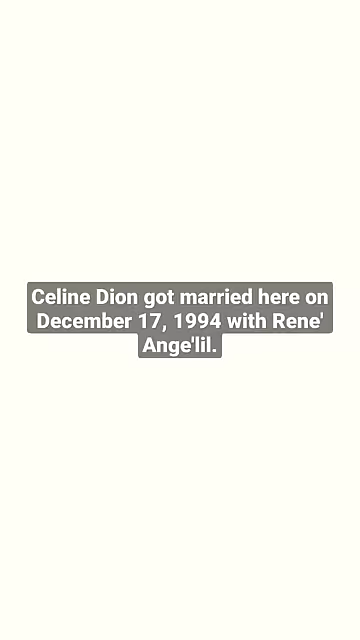 Celine Dion got married here on
December 17, 1994 with Rene'
Ange'lil.